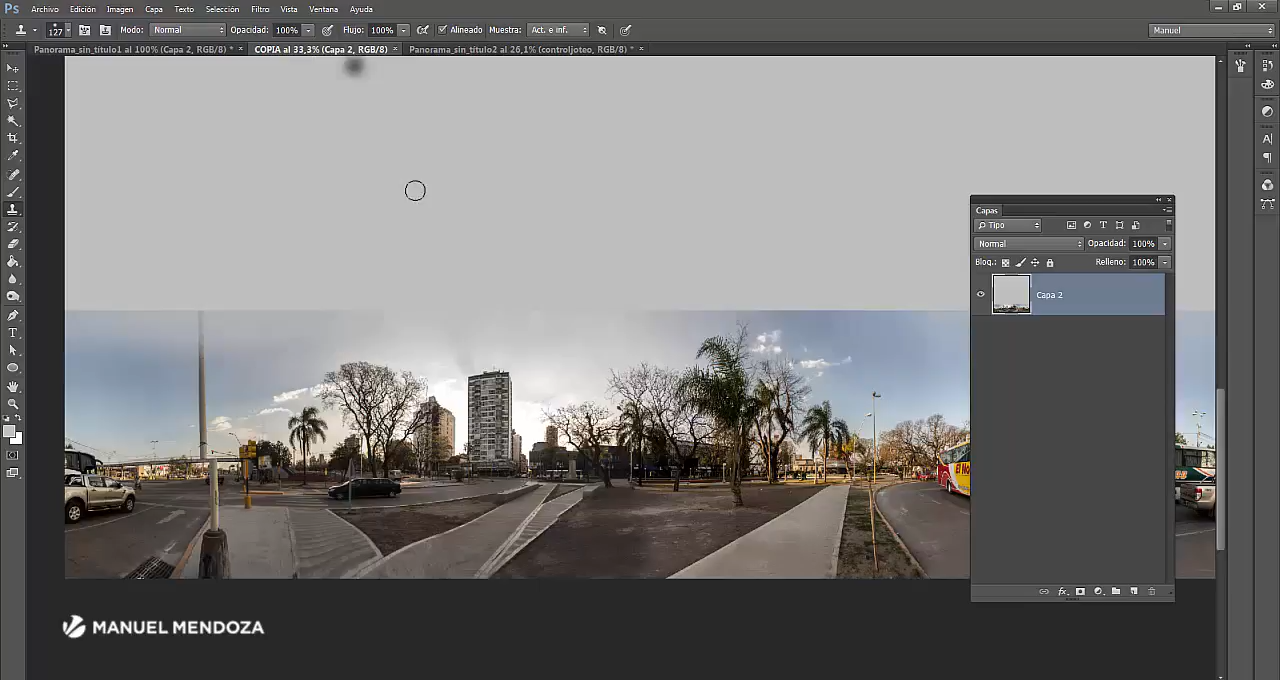 Ps Archivo Edición Imagen Capa Texto Selección Filtro Vista Ventana Ayuda
127 Modo: Normal Opacidad: 100% Flujo: 100% Alineado Muestra: Act. e inf. Manuel
Panorama_sin_título1 al 100% (Capa 2, RGB/8) * × COPIA al 33,3% (Capa 2, RGB/8) × Panorama_sin_título2 al 26,1% (controljoteo, RGB/8) * ×
Capas
Tipo
Normal Opacidad: 100%
Bloq.: Relleno: 100%
Capa 2
MANUEL MENDOZA